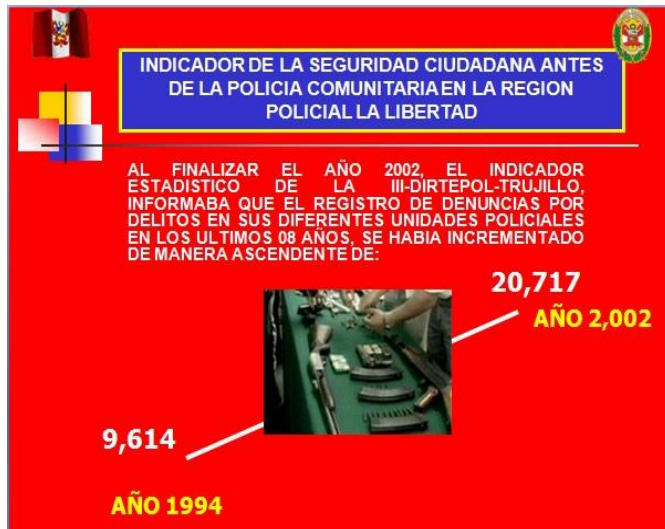 INDICADOR DE LA SEGURIDAD CIUDADANA ANTES
DE LA POLICIA COMUNITARIA EN LA REGION
POLICIAL LA LIBERTAD
AL FINALIZAR EL AÑO 2002, EL INDICADOR
ESTADISTICO DE LA III-DIRTEPOL-TRUJILLO,
INFORMABA QUE EL REGISTRO DE DENUNCIAS POR
DELITOS EN SUS DIFERENTES UNIDADES POLICIALES
EN LOS ULTIMOS 08 AÑOS, SE HABIA INCREMENTADO
DE MANERA ASCENDENTE DE:
20,717
AÑO 2,002
9,614
AÑO 1994